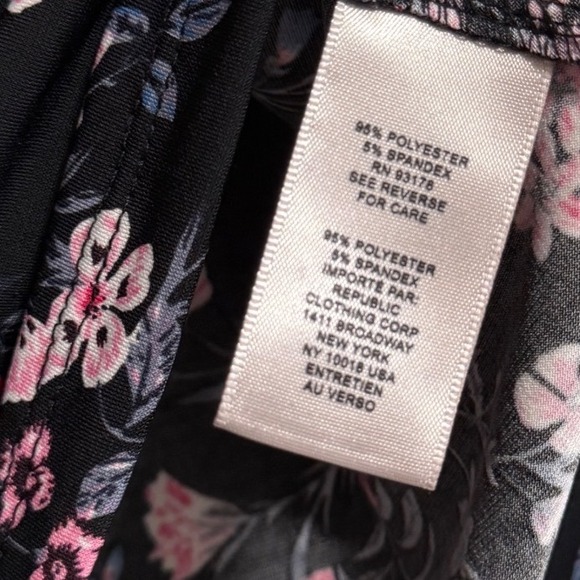 95% POLYESTER
5% SPANDEX
RN 93178
SEE REVERSE
FOR CARE
95% POLYESTER
5% SPANDEX
IMPORTÉ PAR-
REPUBLIC
CLOTHING CORP
1411 BROADWAY
NEW YORK
NY 10018 USA
ENTRETIEN
AU VERSO